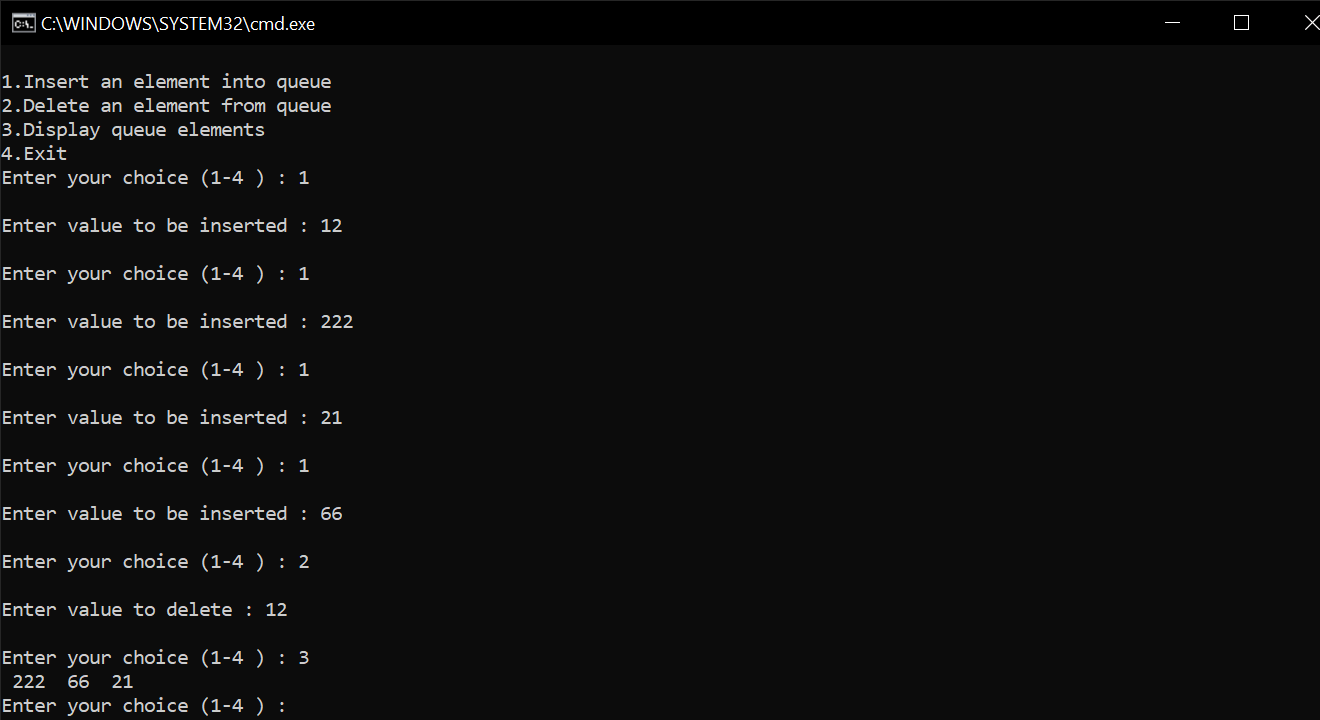 C:\WINDOWS\SYSTEM32\cmd.exe
1.Insert an element into queue
2.Delete an element from queue
3.Display queue elements
4.Exit
Enter your choice (1-4 ) : 1
Enter value to be inserted : 12
Enter your choice (1-4 ) : 1
Enter value to be inserted : 222
Enter your choice (1-4 ) : 1
Enter value to be inserted : 21
Enter your choice (1-4 ) : 1
Enter value to be inserted : 66
Enter your choice (1-4 ) : 2
Enter value to delete : 12
Enter your choice (1-4 ) : 3
 222  66  21
Enter your choice (1-4 ) :